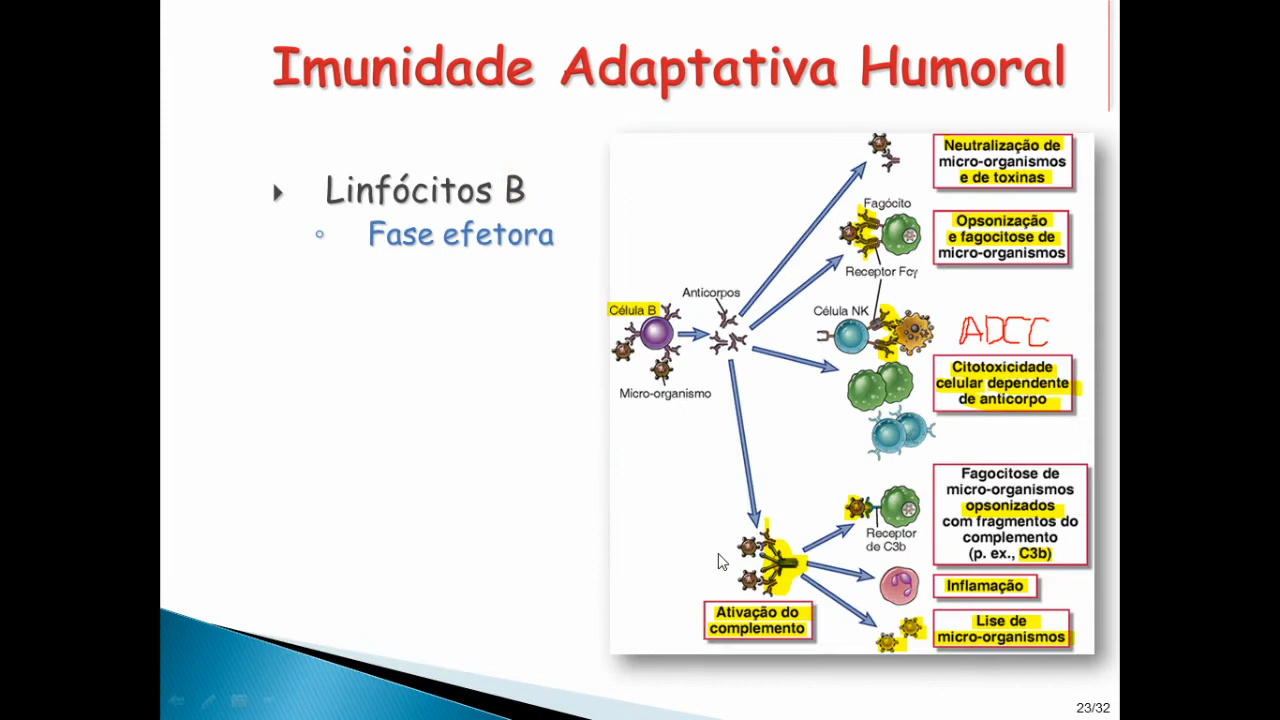 Imunidade Adaptativa Humoral
Linfócitos B
Fase efetora
Neutralização de
micro-organismos
e de toxinas
Fagócito
Opsonização
e fagocitose de
micro-organismos
Receptor Fcγ
Anticorpos
Célula B
Célula NK
ADCC
Micro-organismo
Citotoxicidade
celular dependente
de anticorpo
Fagocitose de
micro-organismos
opsonizados
com fragmentos do
complemento
(p. ex., C3b)
Receptor
de C3b
Inflamação
Ativação do
complemento
Lise de
micro-organismos
23/32